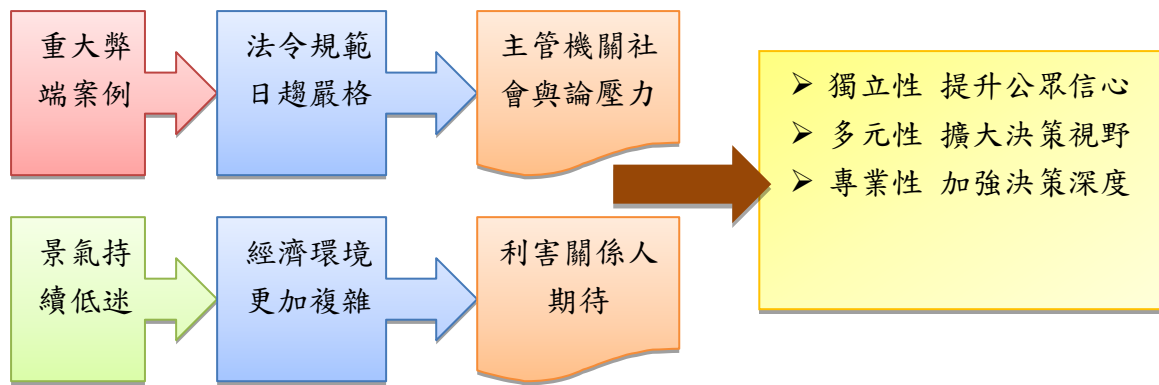 重大弊
端案例
法令規範
日趨嚴格
主管機關社
會與論壓力
景氣持
續低迷
經濟環境
更加複雜
利害關係人
期待
➢ 獨立性 提升公眾信心
➢ 多元性 擴大決策視野
➢ 專業性 加強決策深度